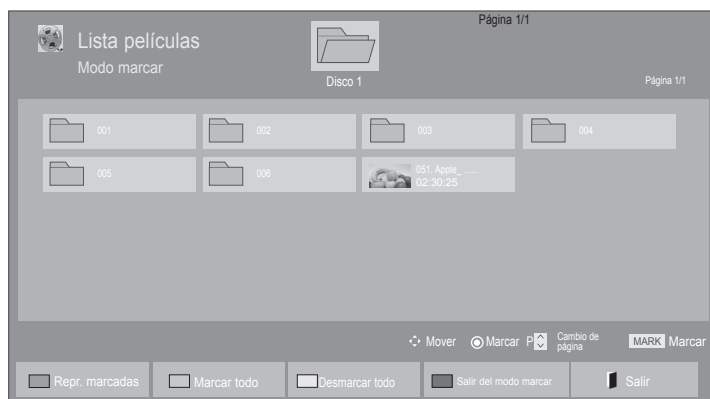 Página 1/1
Lista películas
Modo marcar
Disco 1
Página 1/1
001
002
003
004
005
006
051. Apple_ ......
02:30:25
Mover
Marcar
P
Cambio de
página
MARK Marcar
Repr. marcadas
Marcar todo
Desmarcar todo
Salir del modo marcar
Salir